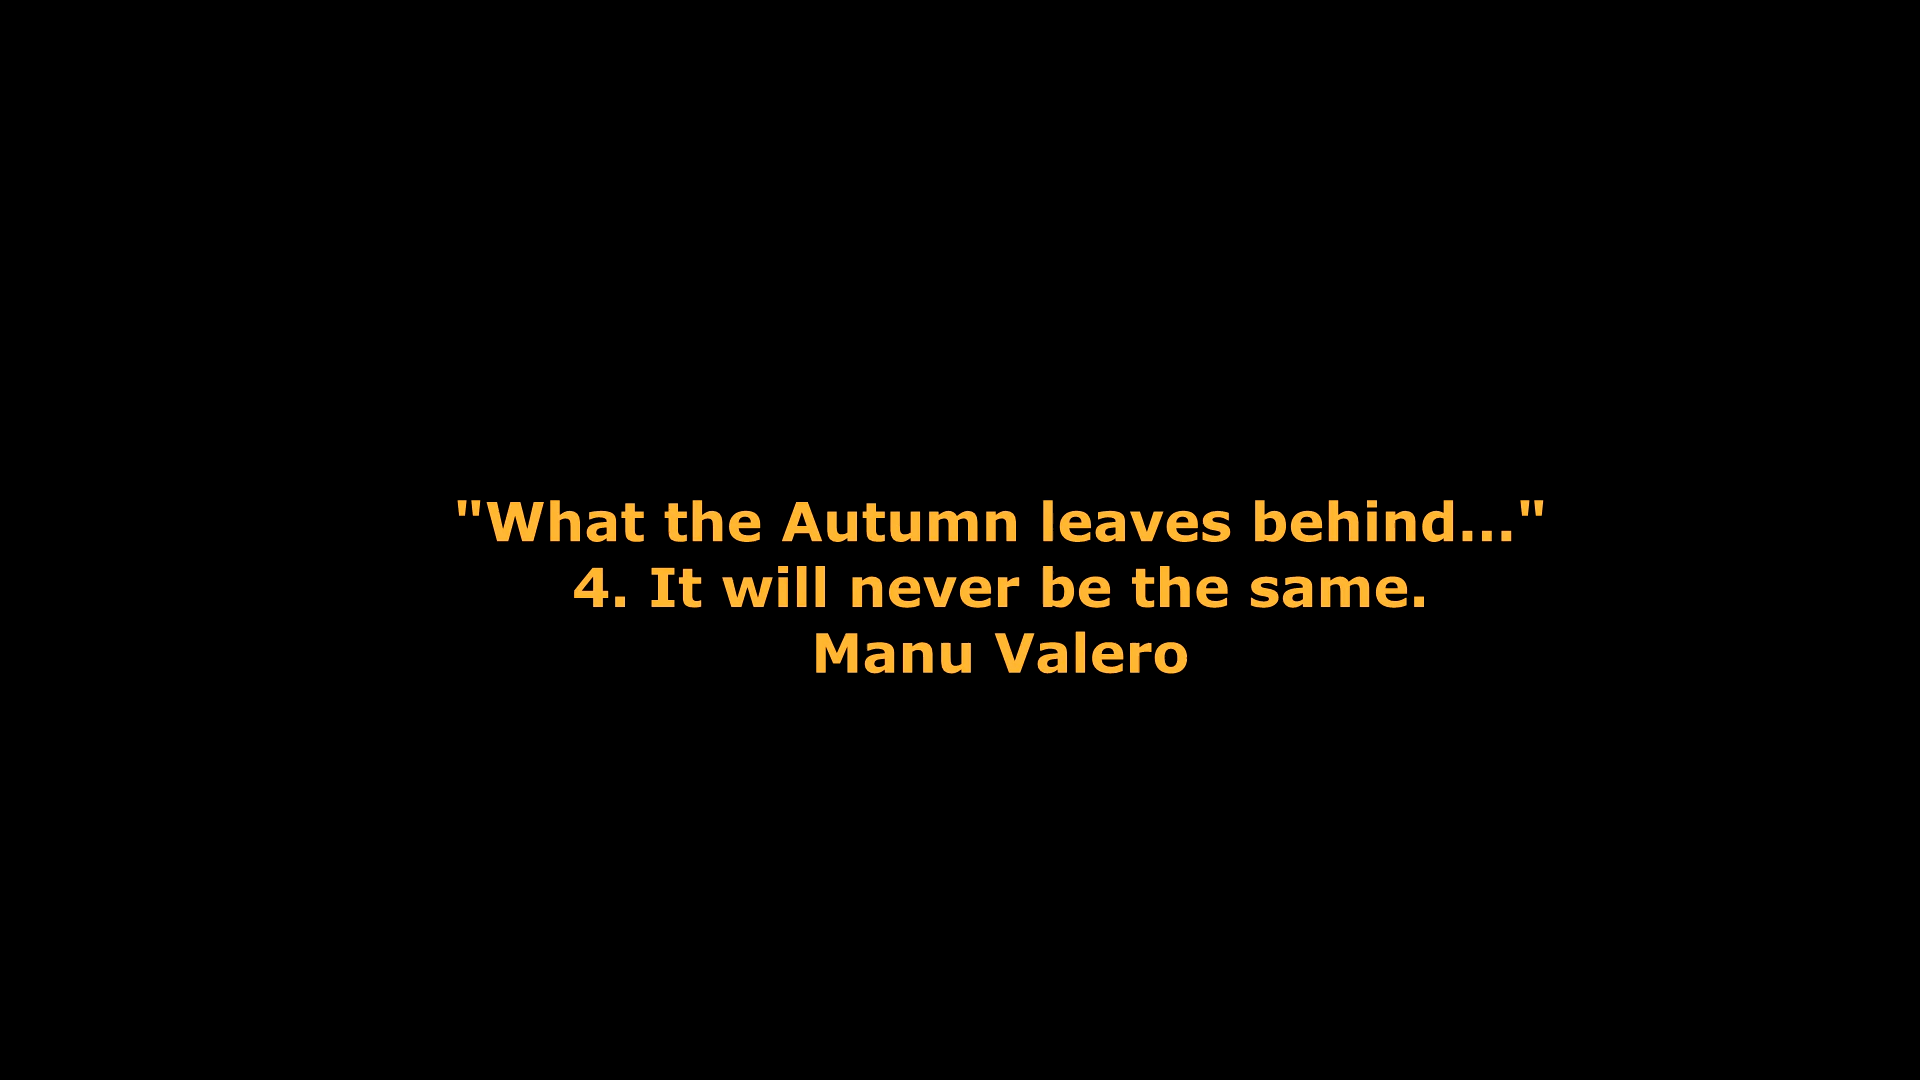 "What the Autumn leaves behind..."
4. It will never be the same.
Manu Valero